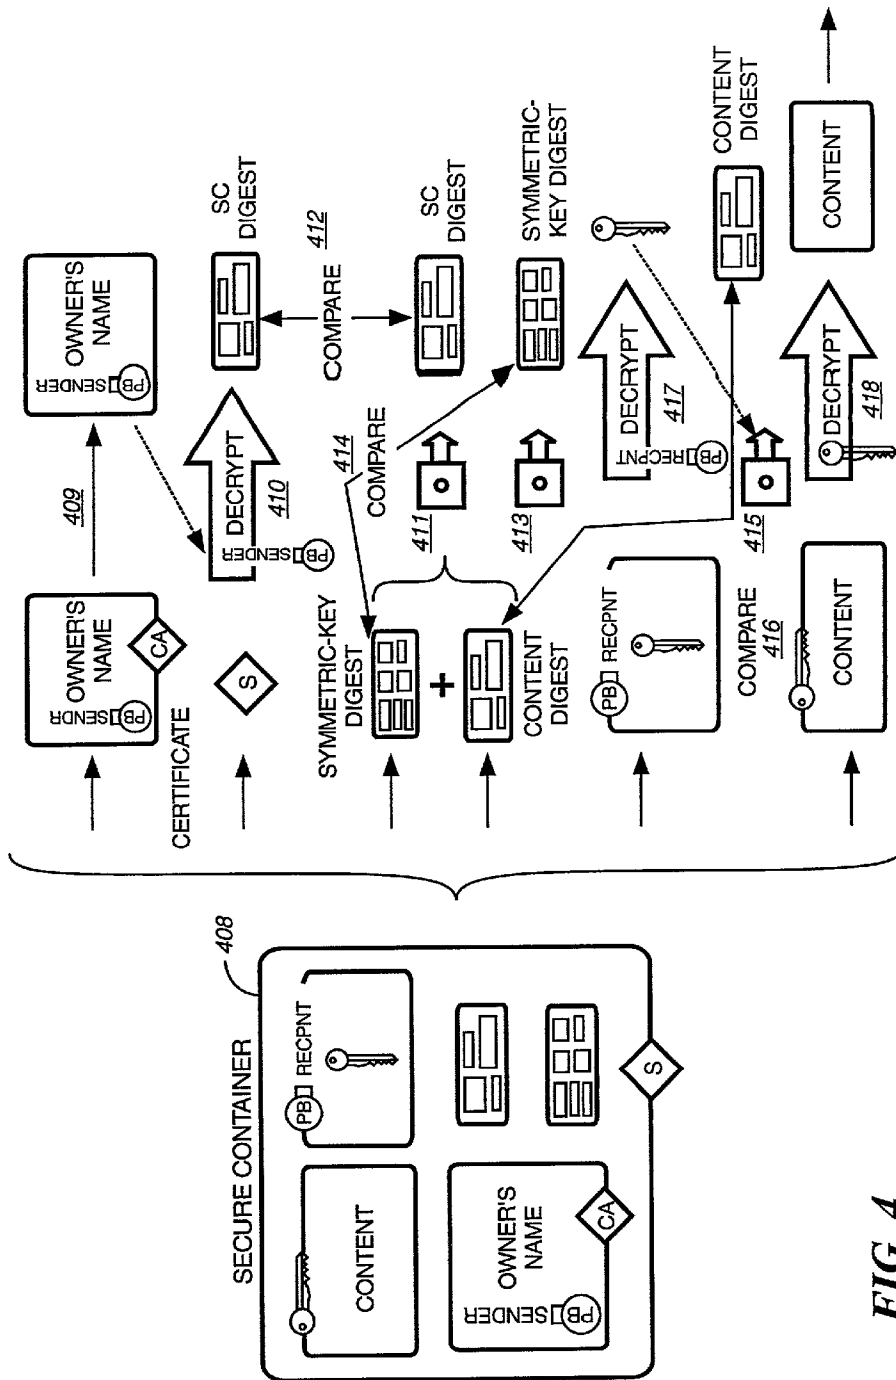 SECURE CONTAINER
408
CONTENT
PB RECPNT
OWNER'S
NAME
PB SENDER
CA
S
OWNER'S
NAME
PB SENDR
CA
CERTIFICATE
409
OWNER'S
NAME
PB SENDER
S
PB SENDER
DECRYPT
410
SC
DIGEST
COMPARE
412
SYMMETRIC-KEY
DIGEST
+
CONTENT
DIGEST
414
COMPARE
411
SC
DIGEST
413
SYMMETRIC-
KEY DIGEST
PB RECPNT
PB RECPNT
DECRYPT
417
COMPARE
416
415
CONTENT
DIGEST
CONTENT
DECRYPT
418
CONTENT
FIG. 4